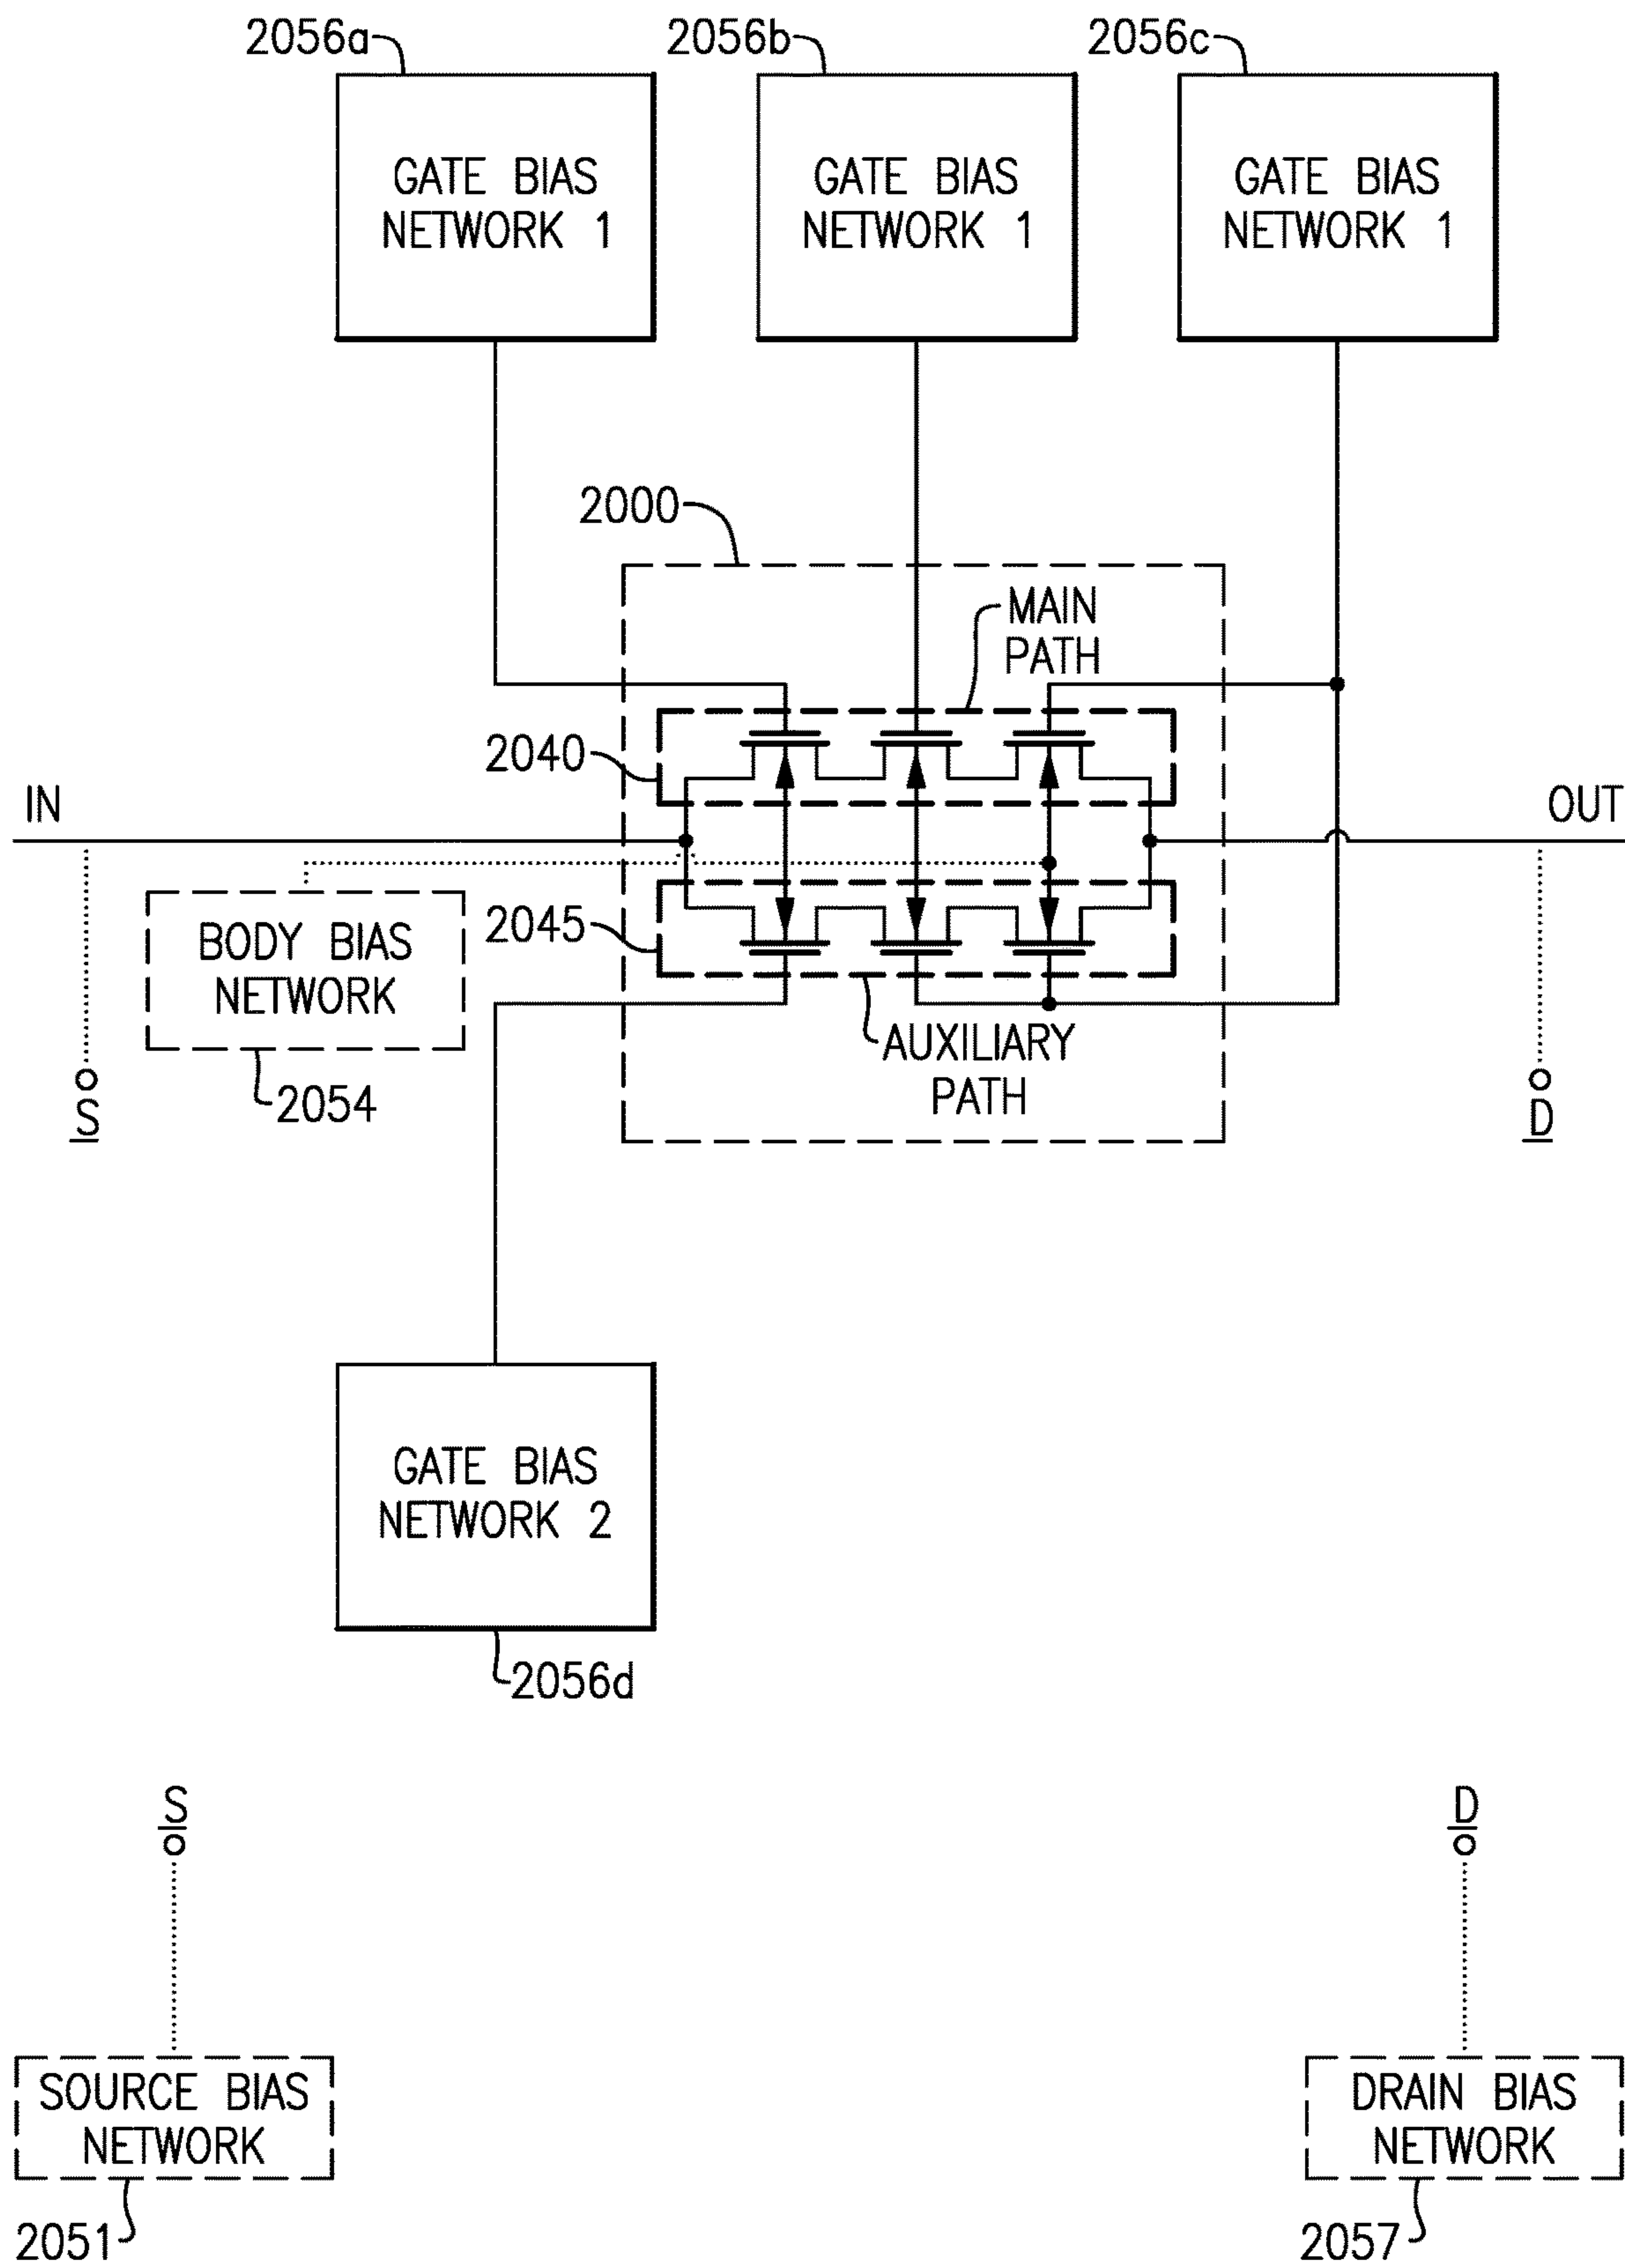 2056a
2056b
2056c
GATE BIAS
NETWORK 1
GATE BIAS
NETWORK 1
GATE BIAS
NETWORK 1
2000
MAIN
PATH
2040
IN
OUT
2045
BODY BIAS
NETWORK
AUXILIARY
PATH
2054
S
D
GATE BIAS
NETWORK 2
2056d
S
D
SOURCE BIAS
NETWORK
DRAIN BIAS
NETWORK
2051
2057